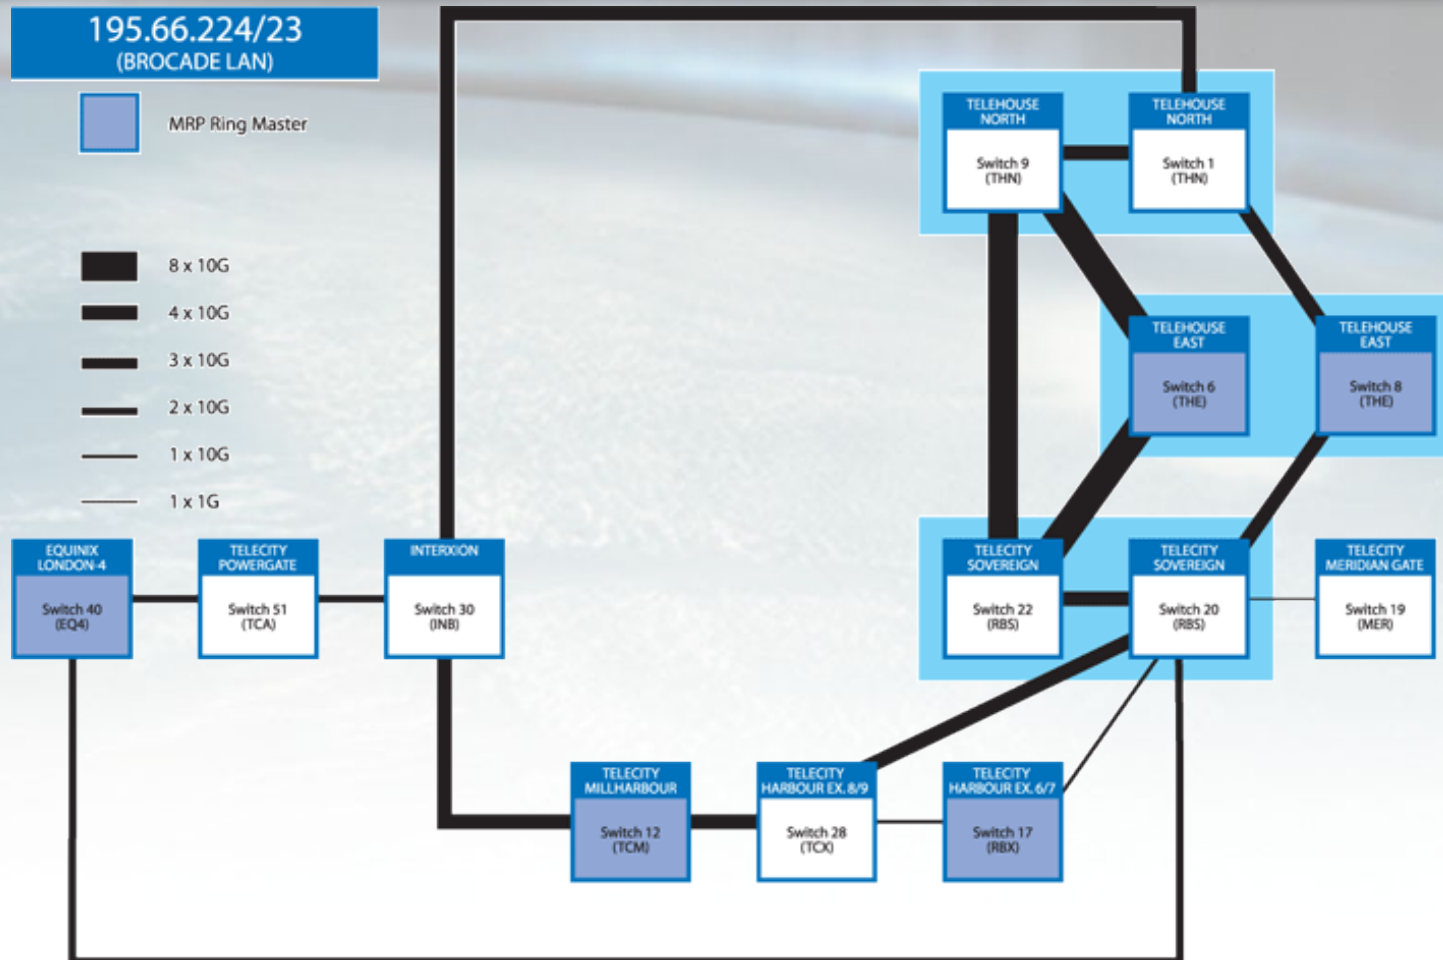 195.66.224/23
(BROCADE LAN)
MRP Ring Master
8 x 10G
4 x 10G
3 x 10G
2 x 10G
1 x 10G
1 x 1G
TELEHOUSE
NORTH
Switch 9
(THN)
TELEHOUSE
NORTH
Switch 1
(THN)
TELEHOUSE
EAST
Switch 6
(THE)
TELEHOUSE
EAST
Switch 8
(THE)
EQUINIX
LONDON-4
Switch 40
(EQ4)
TELECITY
POWERGATE
Switch 51
(TCA)
INTERXION
Switch 30
(INB)
TELECITY
SOVEREIGN
Switch 22
(RBS)
TELECITY
SOVEREIGN
Switch 20
(RBS)
TELECITY
MERIDIAN GATE
Switch 19
(MER)
TELECITY
MILLHARBOUR
Switch 12
(TCM)
TELECITY
HARBOUR EX. 8/9
Switch 28
(TCX)
TELECITY
HARBOUR EX. 6/7
Switch 17
(RBX)